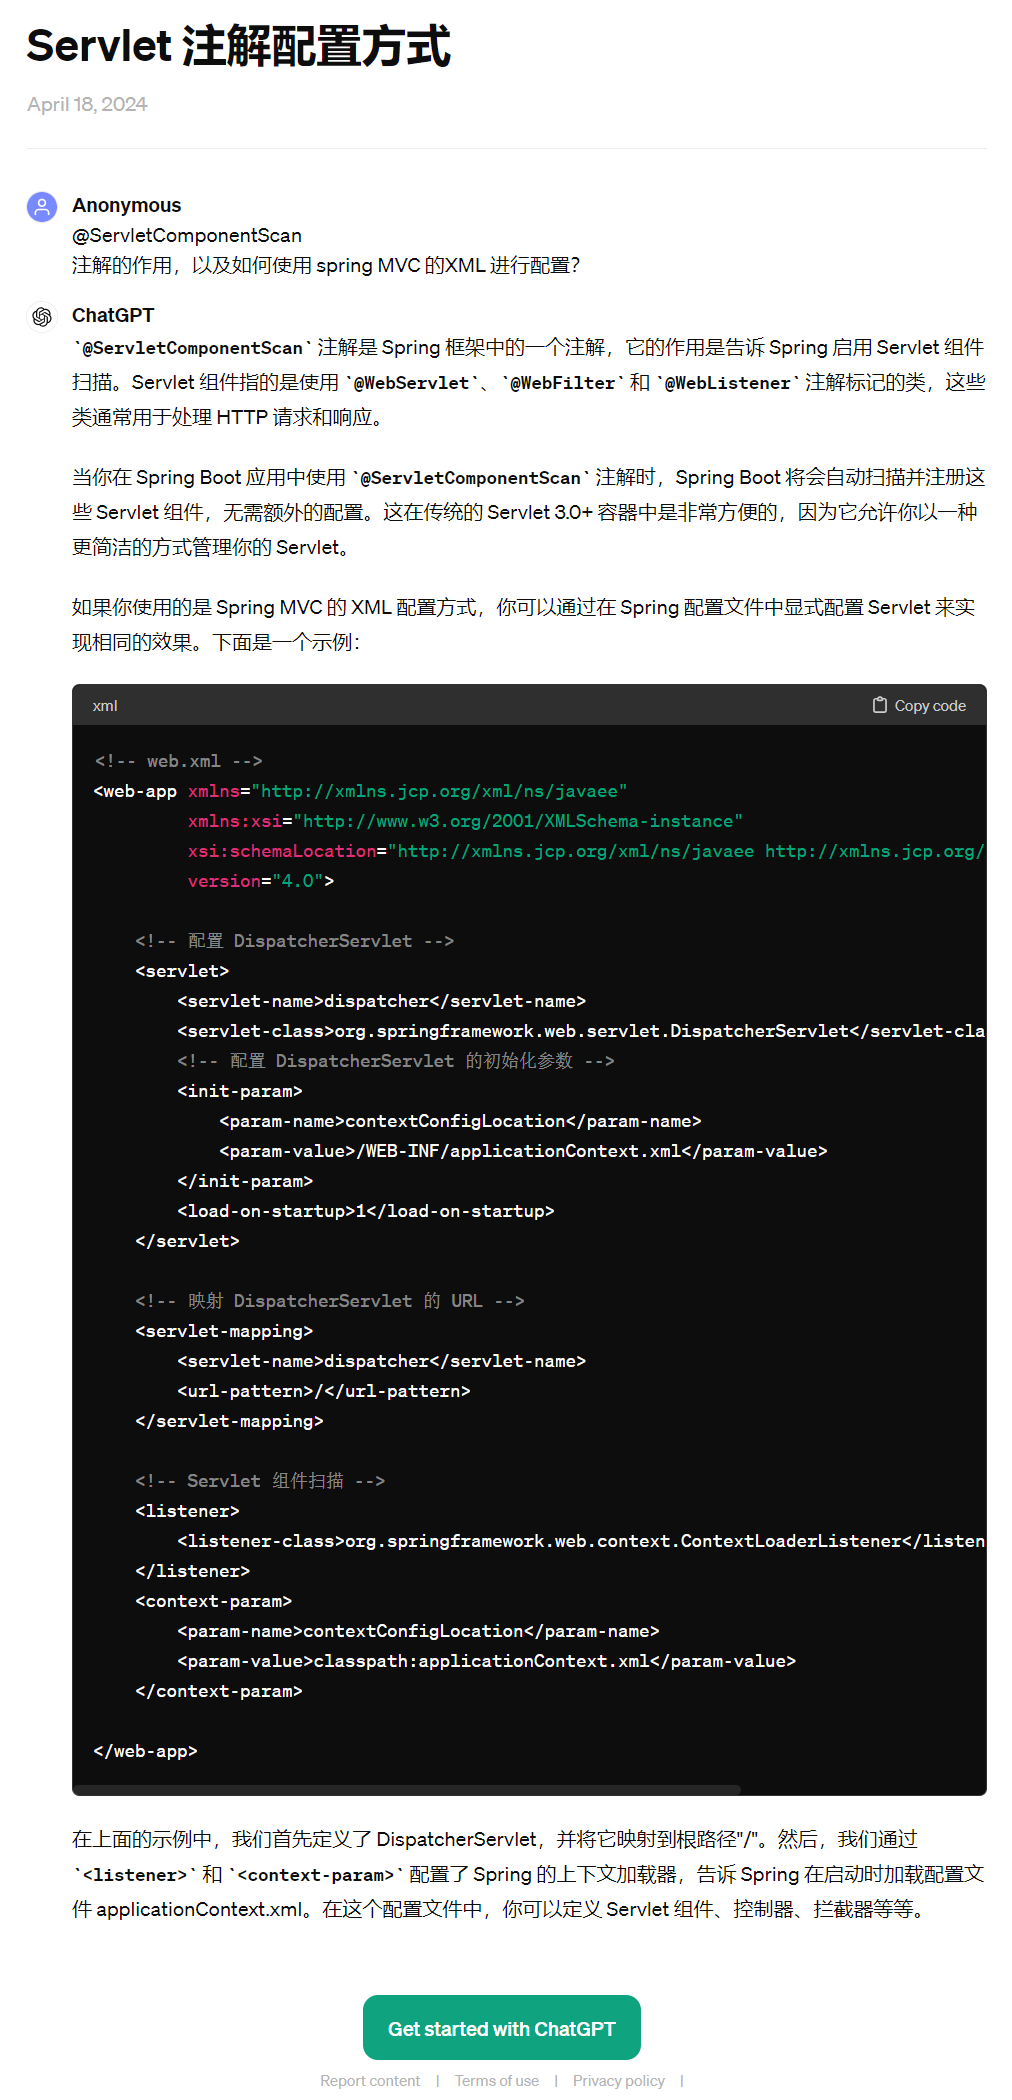 Servlet 注解配置方式
April 18, 2024
Anonymous
@ServletComponentScan
注解的作用，以及如何使用 spring MVC 的XML 进行配置？
ChatGPT
`@ServletComponentScan` 注解是 Spring 框架中的一个注解，它的作用是告诉 Spring 启用 Servlet 组件
扫描。Servlet 组件指的是使用 `@WebServlet`、`@WebFilter` 和 `@WebListener` 注解标记的类，这些
类通常用于处理 HTTP 请求和响应。
当你在 Spring Boot 应用中使用 `@ServletComponentScan` 注解时，Spring Boot 将会自动扫描并注册这
些 Servlet 组件，无需额外的配置。这在传统的 Servlet 3.0+ 容器中是非常方便的，因为它允许你以一种
更简洁的方式管理你的 Servlet。
如果你使用的是 Spring MVC 的 XML 配置方式，你可以通过在 Spring 配置文件中显式配置 Servlet 来实
现相同的效果。下面是一个示例：
xml Copy code
<!-- web.xml -->
<web-app xmlns="http://xmlns.jcp.org/xml/ns/javaee"
         xmlns:xsi="http://www.w3.org/2001/XMLSchema-instance"
         xsi:schemaLocation="http://xmlns.jcp.org/xml/ns/javaee http://xmlns.jcp.org/
         version="4.0">
    <!-- 配置 DispatcherServlet -->
    <servlet>
        <servlet-name>dispatcher</servlet-name>
        <servlet-class>org.springframework.web.servlet.DispatcherServlet</servlet-cla
        <!-- 配置 DispatcherServlet 的初始化参数 -->
        <init-param>
            <param-name>contextConfigLocation</param-name>
            <param-value>/WEB-INF/applicationContext.xml</param-value>
        </init-param>
        <load-on-startup>1</load-on-startup>
    </servlet>
    <!-- 映射 DispatcherServlet 的 URL -->
    <servlet-mapping>
        <servlet-name>dispatcher</servlet-name>
        <url-pattern>/</url-pattern>
    </servlet-mapping>
    <!-- Servlet 组件扫描 -->
    <listener>
        <listener-class>org.springframework.web.context.ContextLoaderListener</listen
    </listener>
    <context-param>
        <param-name>contextConfigLocation</param-name>
        <param-value>classpath:applicationContext.xml</param-value>
    </context-param>
</web-app>
在上面的示例中，我们首先定义了 DispatcherServlet，并将它映射到根路径"/"。然后，我们通过
`<listener>` 和 `<context-param>` 配置了 Spring 的上下文加载器，告诉 Spring 在启动时加载配置文
件 applicationContext.xml。在这个配置文件中，你可以定义 Servlet 组件、控制器、拦截器等等。
Get started with ChatGPT
Report content | Terms of use | Privacy policy |